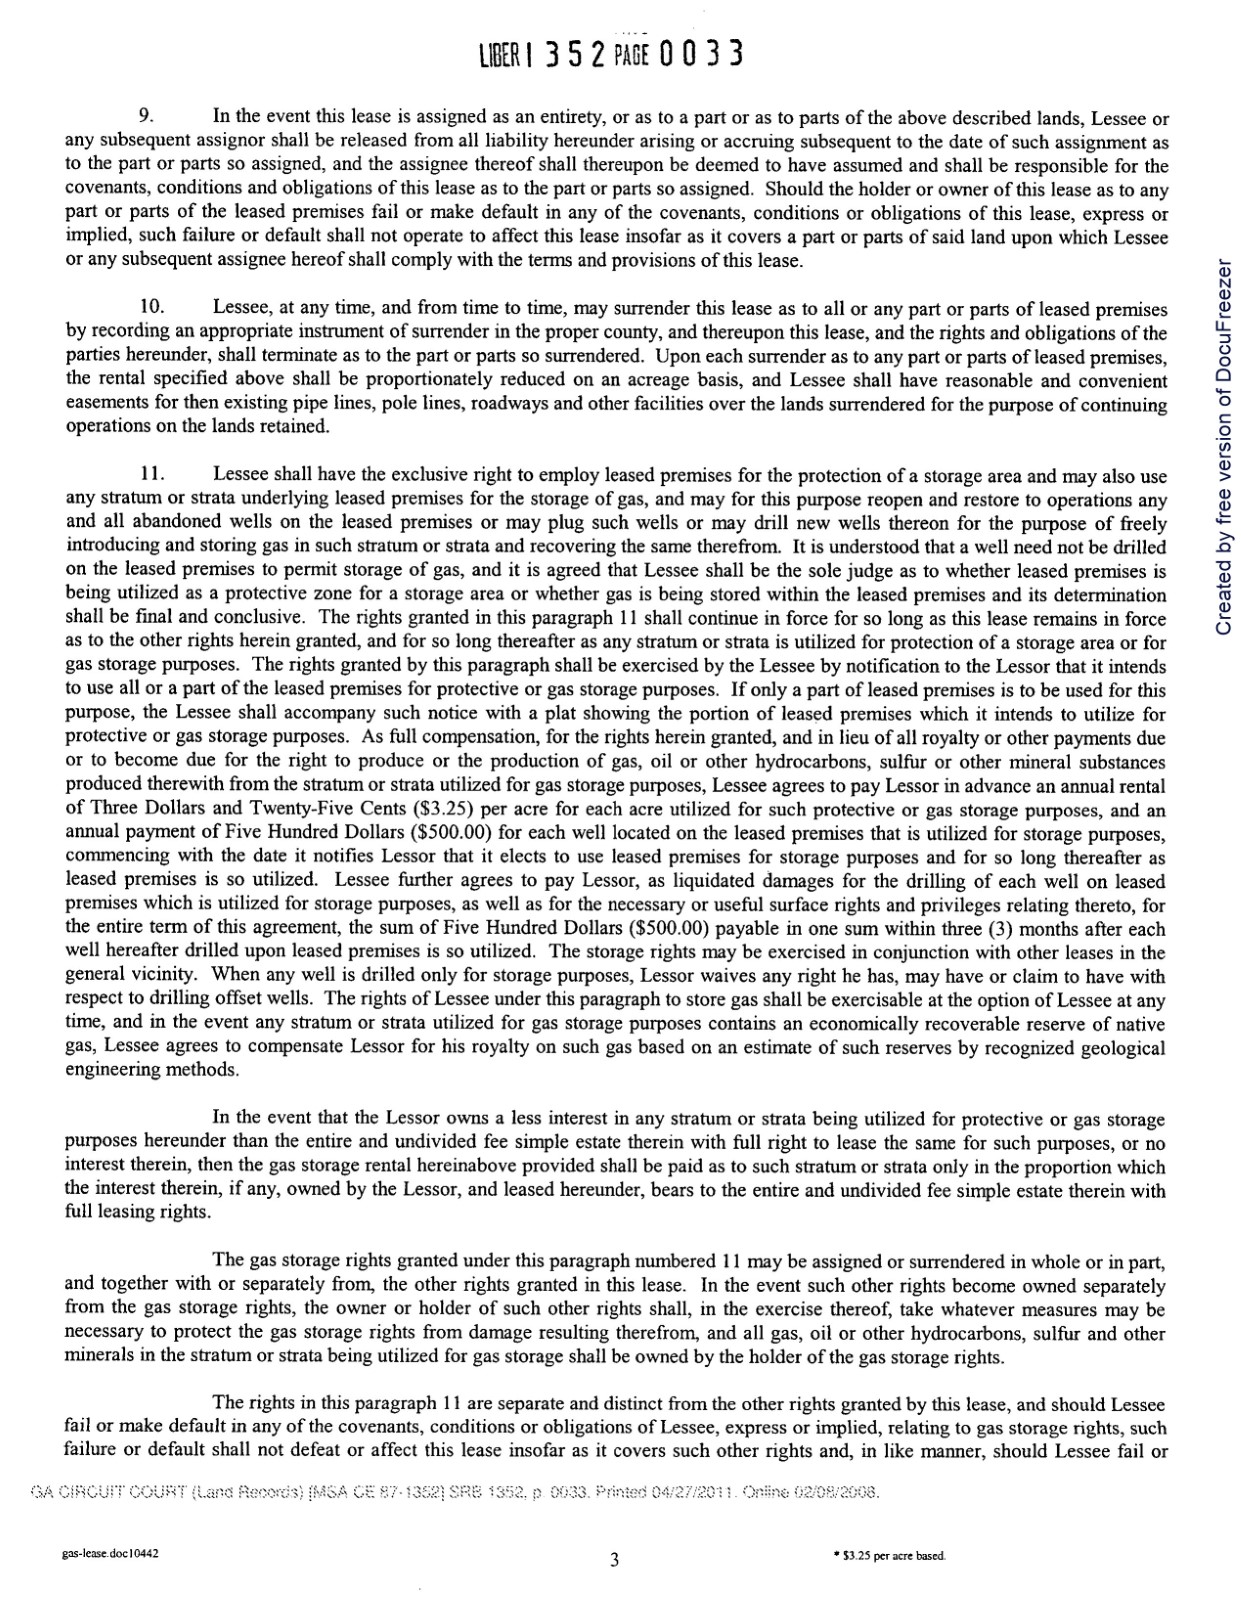 LIBER1352 PAGE0033
9. In the event this lease is assigned as an entirety, or as to a part or as to parts of the above described lands, Lessee or
any subsequent assignor shall be released from all liability hereunder arising or accruing subsequent to the date of such assignment as
to the part or parts so assigned, and the assignee thereof shall thereupon be deemed to have assumed and shall be responsible for the
covenants, conditions and obligations of this lease as to the part or parts so assigned. Should the holder or owner of this lease as to any
part or parts of the leased premises fail or make default in any of the covenants, conditions or obligations of this lease, express or
implied, such failure or default shall not operate to affect this lease insofar as it covers a part or parts of said land upon which Lessee
or any subsequent assignee hereof shall comply with the terms and provisions of this lease.
10. Lessee, at any time, and from time to time, may surrender this lease as to all or any part or parts of leased premises
by recording an appropriate instrument of surrender in the proper county, and thereupon this lease, and the rights and obligations of the
parties hereunder, shall terminate as to the part or parts so surrendered. Upon each surrender as to any part or parts of leased premises,
the rental specified above shall be proportionately reduced on an acreage basis, and Lessee shall have reasonable and convenient
easements for then existing pipe lines, pole lines, roadways and other facilities over the lands surrendered for the purpose of continuing
operations on the lands retained.
11. Lessee shall have the exclusive right to employ leased premises for the protection of a storage area and may also use
any stratum or strata underlying leased premises for the storage of gas, and may for this purpose reopen and restore to operations any
and all abandoned wells on the leased premises or may plug such wells or may drill new wells thereon for the purpose of freely
introducing and storing gas in such stratum or strata and recovering the same therefrom. It is understood that a well need not be drilled
on the leased premises to permit storage of gas, and it is agreed that Lessee shall be the sole judge as to whether leased premises is
being utilized as a protective zone for a storage area or whether gas is being stored within the leased premises and its determination
shall be final and conclusive. The rights granted in this paragraph 11 shall continue in force for so long as this lease remains in force
as to the other rights herein granted, and for so long thereafter as any stratum or strata is utilized for protection of a storage area or for
gas storage purposes. The rights granted by this paragraph shall be exercised by the Lessee by notification to the Lessor that it intends
to use all or a part of the leased premises for protective or gas storage purposes. If only a part of leased premises is to be used for this
purpose, the Lessee shall accompany such notice with a plat showing the portion of leased premises which it intends to utilize for
protective or gas storage purposes. As full compensation, for the rights herein granted, and in lieu of all royalty or other payments due
or to become due for the right to produce or the production of gas, oil or other hydrocarbons, sulfur or other mineral substances
produced therewith from the stratum or strata utilized for gas storage purposes, Lessee agrees to pay Lessor in advance an annual rental
of Three Dollars and Twenty-Five Cents ($3.25) per acre for each acre utilized for such protective or gas storage purposes, and an
annual payment of Five Hundred Dollars ($500.00) for each well located on the leased premises that is utilized for storage purposes,
commencing with the date it notifies Lessor that it elects to use leased premises for storage purposes and for so long thereafter as
leased premises is so utilized. Lessee further agrees to pay Lessor, as liquidated damages for the drilling of each well on leased
premises which is utilized for storage purposes, as well as for the necessary or useful surface rights and privileges relating thereto, for
the entire term of this agreement, the sum of Five Hundred Dollars ($500.00) payable in one sum within three (3) months after each
well hereafter drilled upon leased premises is so utilized. The storage rights may be exercised in conjunction with other leases in the
general vicinity. When any well is drilled only for storage purposes, Lessor waives any right he has, may have or claim to have with
respect to drilling offset wells. The rights of Lessee under this paragraph to store gas shall be exercisable at the option of Lessee at any
time, and in the event any stratum or strata utilized for gas storage purposes contains an economically recoverable reserve of native
gas, Lessee agrees to compensate Lessor for his royalty on such gas based on an estimate of such reserves by recognized geological
engineering methods.
In the event that the Lessor owns a less interest in any stratum or strata being utilized for protective or gas storage
purposes hereunder than the entire and undivided fee simple estate therein with full right to lease the same for such purposes, or no
interest therein, then the gas storage rental hereinabove provided shall be paid as to such stratum or strata only in the proportion which
the interest therein, if any, owned by the Lessor, and leased hereunder, bears to the entire and undivided fee simple estate therein with
full leasing rights.
The gas storage rights granted under this paragraph numbered 11 may be assigned or surrendered in whole or in part,
and together with or separately from, the other rights granted in this lease. In the event such other rights become owned separately
from the gas storage rights, the owner or holder of such other rights shall, in the exercise thereof, take whatever measures may be
necessary to protect the gas storage rights from damage resulting therefrom, and all gas, oil or other hydrocarbons, sulfur and other
minerals in the stratum or strata being utilized for gas storage shall be owned by the holder of the gas storage rights.
The rights in this paragraph 11 are separate and distinct from the other rights granted by this lease, and should Lessee
fail or make default in any of the covenants, conditions or obligations of Lessee, express or implied, relating to gas storage rights, such
failure or default shall not defeat or affect this lease insofar as it covers such other rights and, in like manner, should Lessee fail or
GA CIRCUIT COURT (Land Records) [MSA CE 87-1352] SRB 1352, p. 0033. Printed 04/27/2011. Online 02/08/2008.
gas-lease.doc10442
3
* $3.25 per acre based.
Created by free version of DocuFreezer